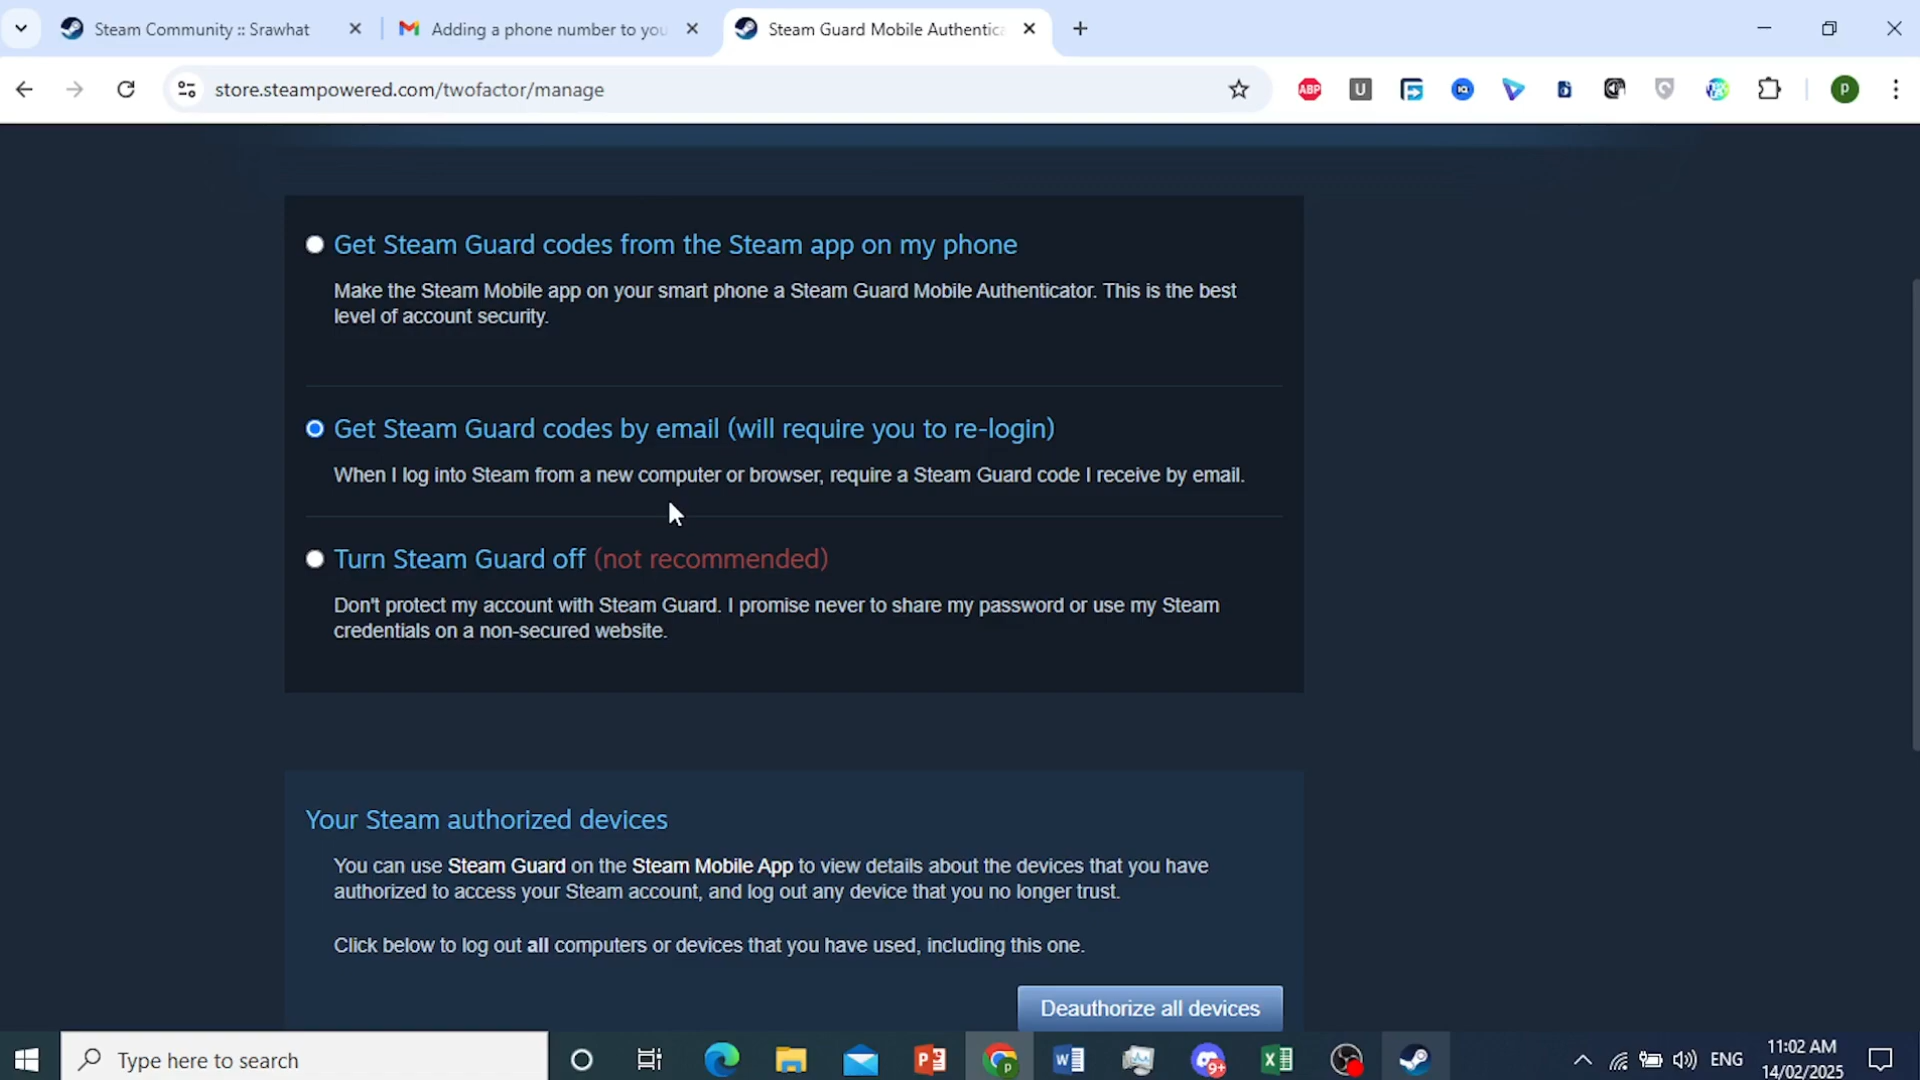 Steam Community :: Srawhat
Adding a phone number to you
Steam Guard Mobile Authentica
store.steampowered.com/twofactor/manage
ABP
U
IQ
P
Get Steam Guard codes from the Steam app on my phone
Make the Steam Mobile app on your smart phone a Steam Guard Mobile Authenticator. This is the best
level of account security.
Get Steam Guard codes by email (will require you to re-login)
When I log into Steam from a new computer or browser, require a Steam Guard code I receive by email.
Turn Steam Guard off (not recommended)
Don't protect my account with Steam Guard. I promise never to share my password or use my Steam
credentials on a non-secured website.
Your Steam authorized devices
You can use Steam Guard on the Steam Mobile App to view details about the devices that you have
authorized to access your Steam account, and log out any device that you no longer trust.
Click below to log out all computers or devices that you have used, including this one.
Deauthorize all devices
Type here to search
9+
ENG
11:02 AM
14/02/2025